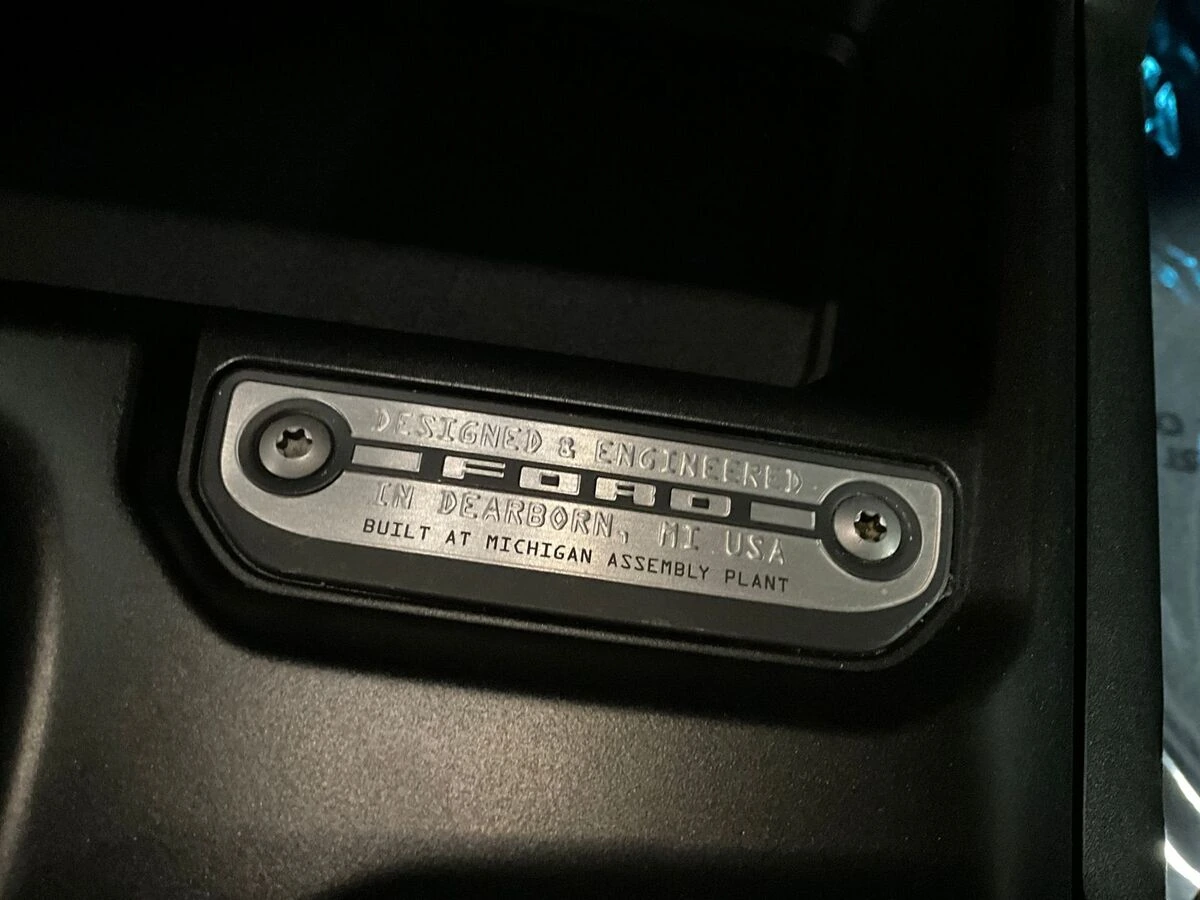 DESIGNED & ENGINEERED
FORD
IN DEARBORN, MI USA
BUILT AT MICHIGAN ASSEMBLY PLANT